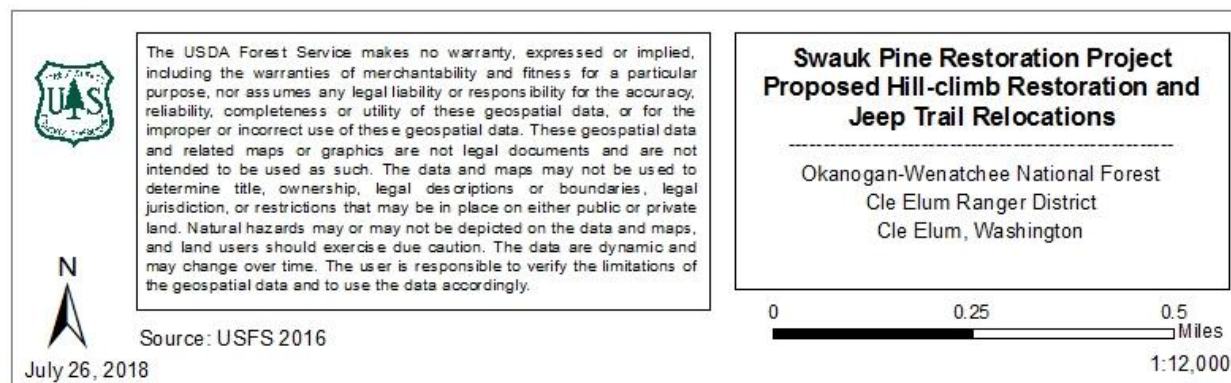 US
The USDA Forest Service makes no warranty, expressed or implied,
including the warranties of merchantability and fitness for a particular
purpose, nor assumes any legal liability or responsibility for the accuracy,
reliability, completeness or utility of these geospatial data, or for the
improper or incorrect use of these geospatial data. These geospatial data
and related maps or graphics are not legal documents and are not
intended to be used as such. The data and maps may not be used to
determine title, ownership, legal descriptions or boundaries, legal
jurisdiction, or restrictions that may be in place on either public or private
land. Natural hazards may or may not be depicted on the data and maps,
and land users should exercise due caution. The data are dynamic and
may change over time. The user is responsible to verify the limitations of
the geospatial data and to use the data accordingly.
N
Source: USFS 2016
July 26, 2018
Swauk Pine Restoration Project
Proposed Hill-climb Restoration and
Jeep Trail Relocations
Okanogan-Wenatchee National Forest
Cle Elum Ranger District
Cle Elum, Washington
0 0.25 0.5
Miles
1:12,000